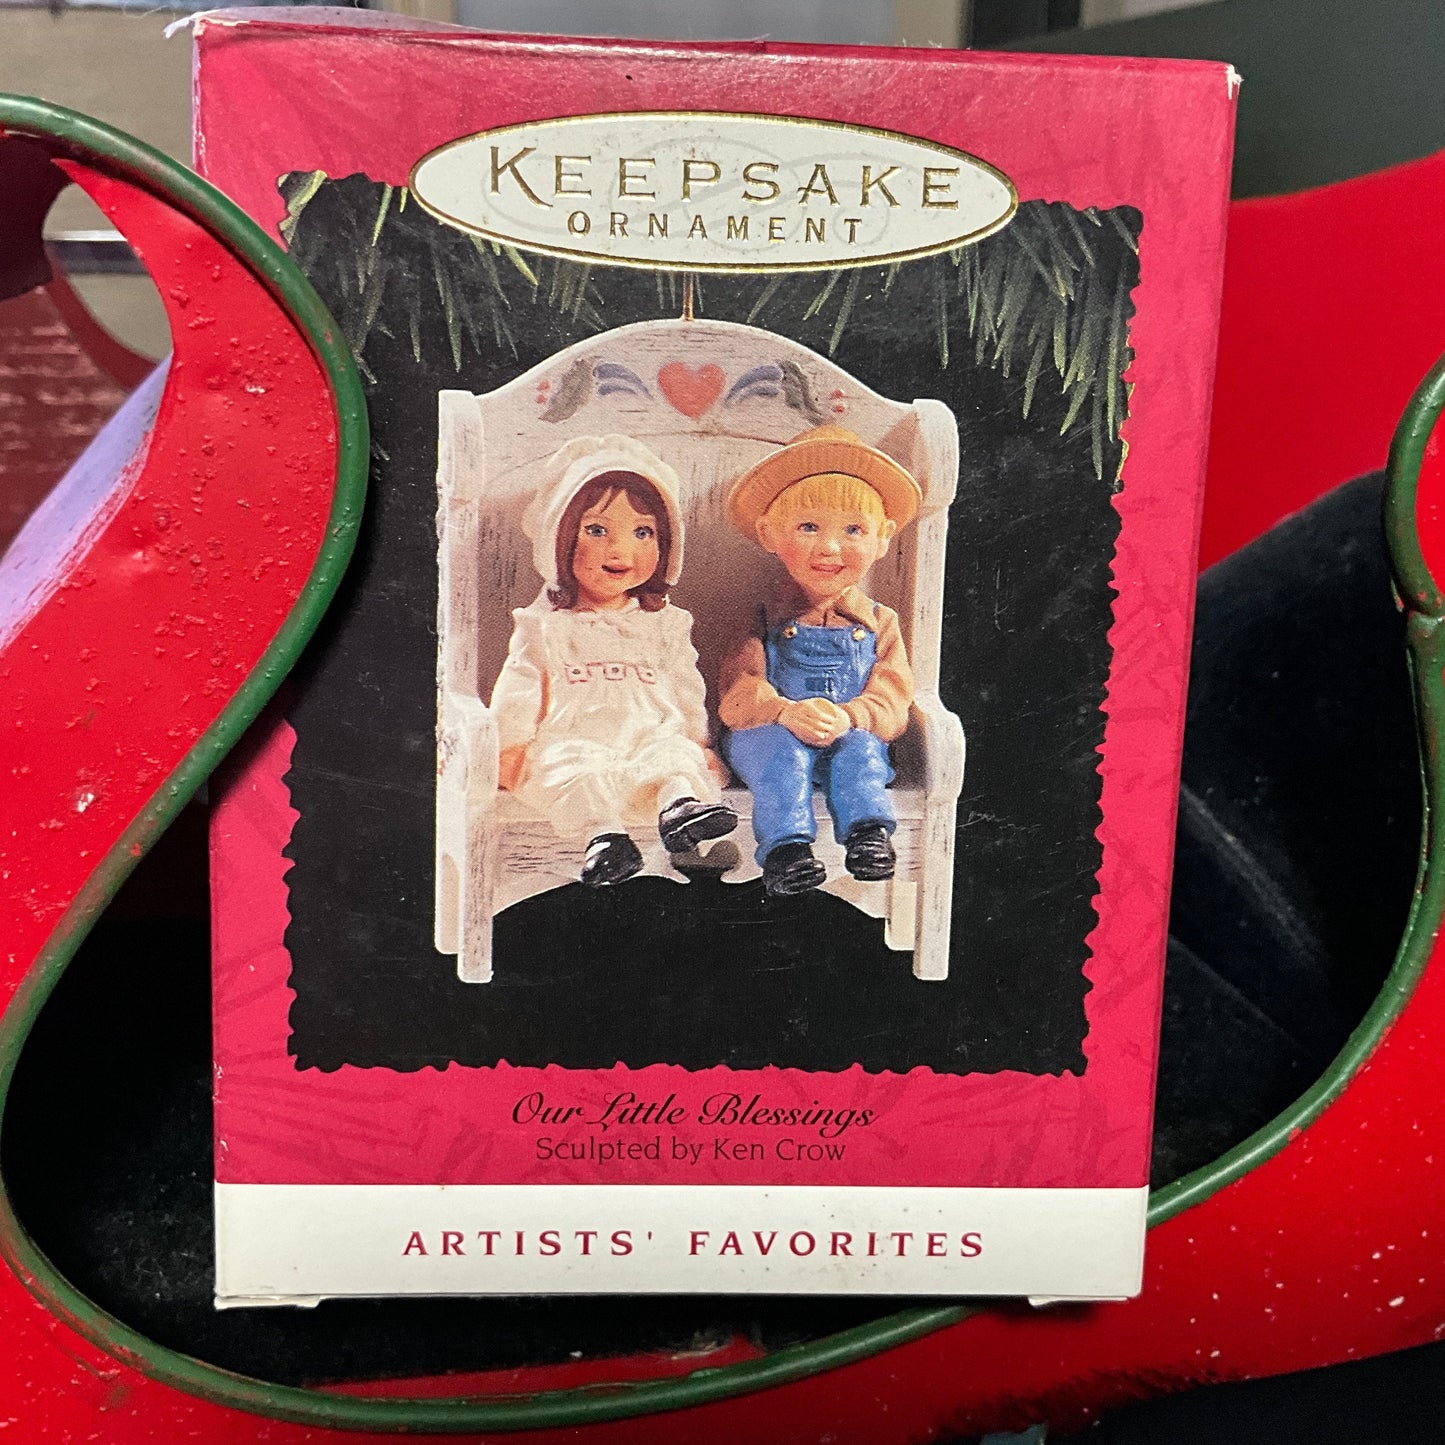 KEEPSAKE
ORNAMENT
Our Little Blessings
Sculpted by Ken Crow
ARTISTS' FAVORITES